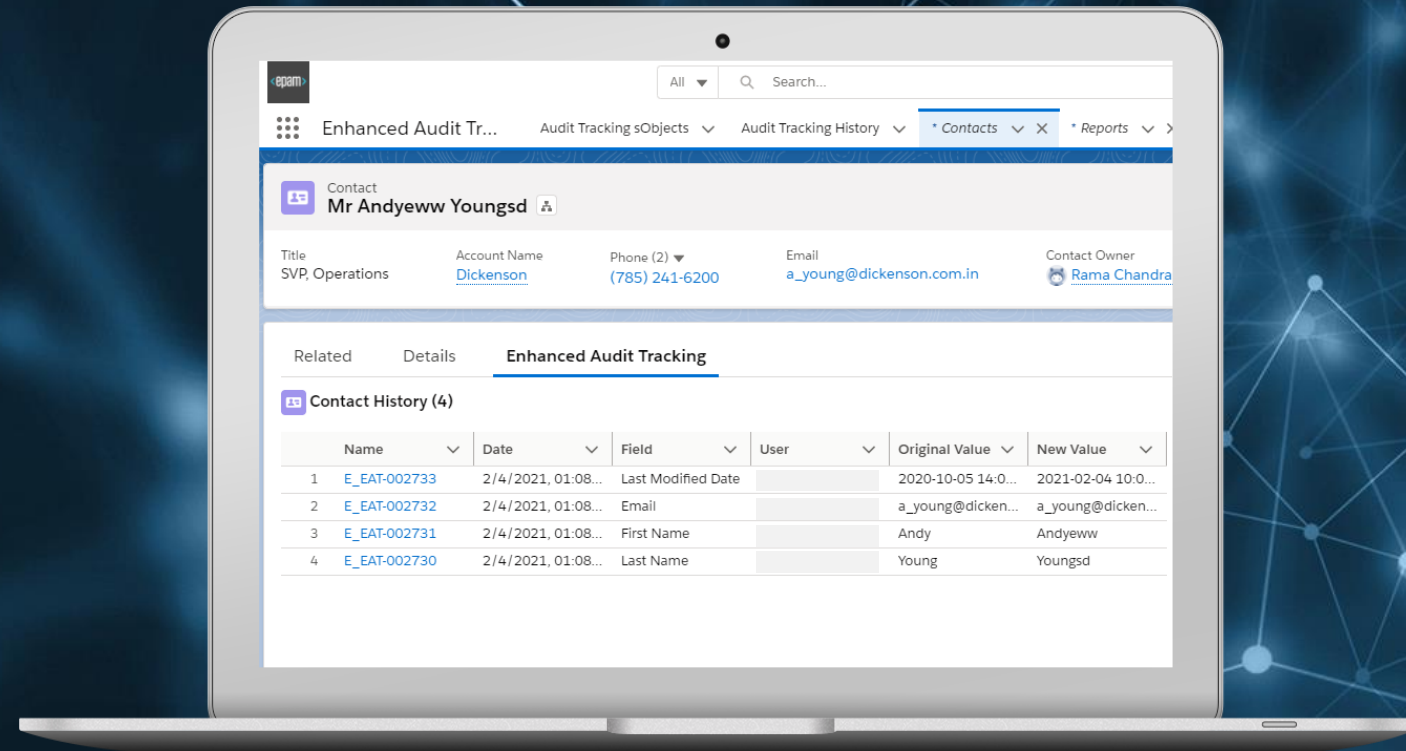 <epam>
All Search...
Enhanced Audit Tr... Audit Tracking sObjects Audit Tracking History * Contacts * Reports
Contact
Mr Andyeww Youngsd
Title Account Name Phone (2) Email Contact Owner
SVP, Operations Dickenson (785) 241-6200 a_young@dickenson.com.in Rama Chandra
Related Details Enhanced Audit Tracking
Contact History (4)
Name Date Field User Original Value New Value
1 E_EAT-002733 2/4/2021, 01:08... Last Modified Date 2020-10-05 14:0... 2021-02-04 10:0...
2 E_EAT-002732 2/4/2021, 01:08... Email a_young@dicken... a_young@dicken...
3 E_EAT-002731 2/4/2021, 01:08... First Name Andy Andyeww
4 E_EAT-002730 2/4/2021, 01:08... Last Name Young Youngsd